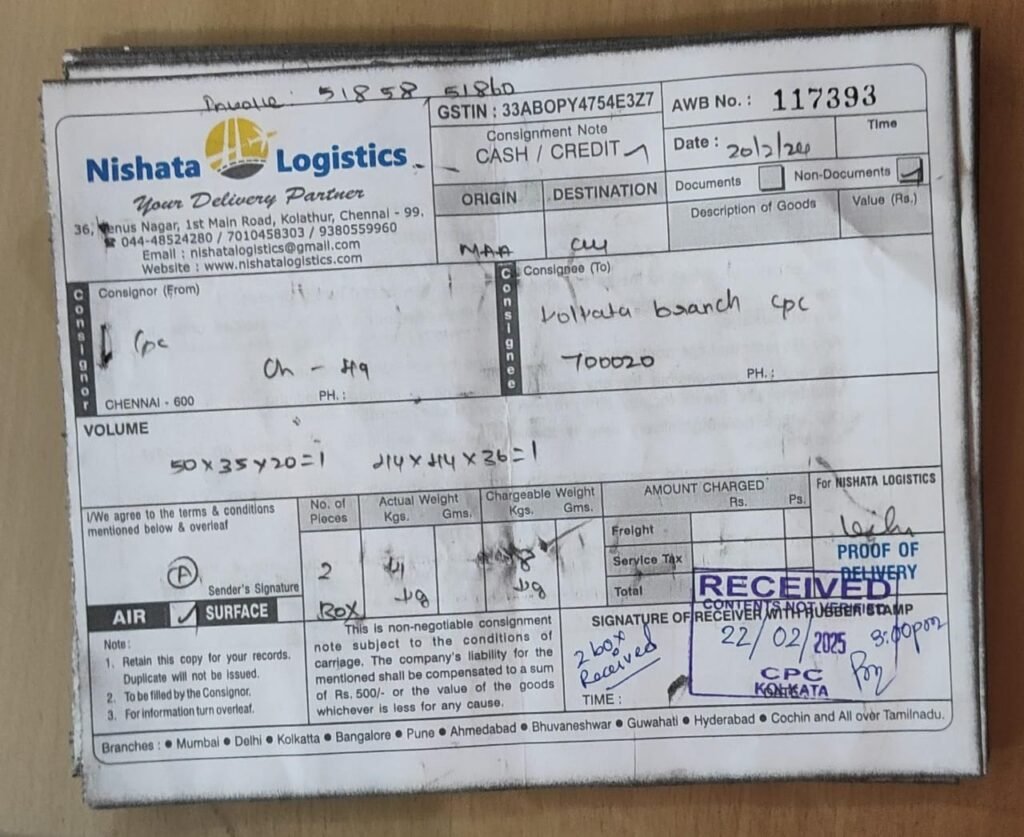 Invoice: 51858, 51860
Nishata Logistics
Your Delivery Partner
36, Venus Nagar, 1st Main Road, Kolathur, Chennai - 99.
☎ 044-48524280 / 7010458303 / 9380559960
Email : nishatalogistics@gmail.com
Website : www.nishatalogistics.com
GSTIN : 33ABOPY4754E3Z7
Consignment Note
CASH / CREDIT
ORIGIN DESTINATION
MAA CCU
AWB No. : 117393
Date : 20/2/24 Time
Documents Non-Documents ✓
Description of Goods Value (Rs.)
Consignor
Consignor (From)
Cpc
Ch - Hq
CHENNAI - 600 PH. :
Consignee
Consignee (To)
Kolkata branch cpc
700020
PH. :
VOLUME
50 x 35 x 20 = 1 44 x 44 x 36 = 1
I/We agree to the terms & conditions
mentioned below & overleaf
Sender's Signature
AIR ✓ SURFACE
No. of Pieces
2
Box
Actual Weight
Kgs. Gms.
Chargeable Weight
Kgs. Gms.
AMOUNT CHARGED
Rs. Ps.
Freight
Service Tax
Total
For NISHATA LOGISTICS
PROOF OF
DELIVERY
Note :
1. Retain this copy for your records.
Duplicate will not be issued.
2. To be filled by the Consignor.
3. For information turn overleaf.
This is non-negotiable consignment
note subject to the conditions of
carriage. The company's liability for the
mentioned shall be compensated to a sum
of Rs. 500/- or the value of the goods
whichever is less for any cause.
SIGNATURE OF RECEIVER WITH RUBBER STAMP
2 box
Received
TIME :
RECEIVED
CONTENTS NOT VERIFIED
22/02/2025 3:00pm
CPC
KOLKATA
Branches : • Mumbai • Delhi • Kolkatta • Bangalore • Pune • Ahmedabad • Bhuvaneshwar • Guwahati • Hyderabad • Cochin and All over Tamilnadu.